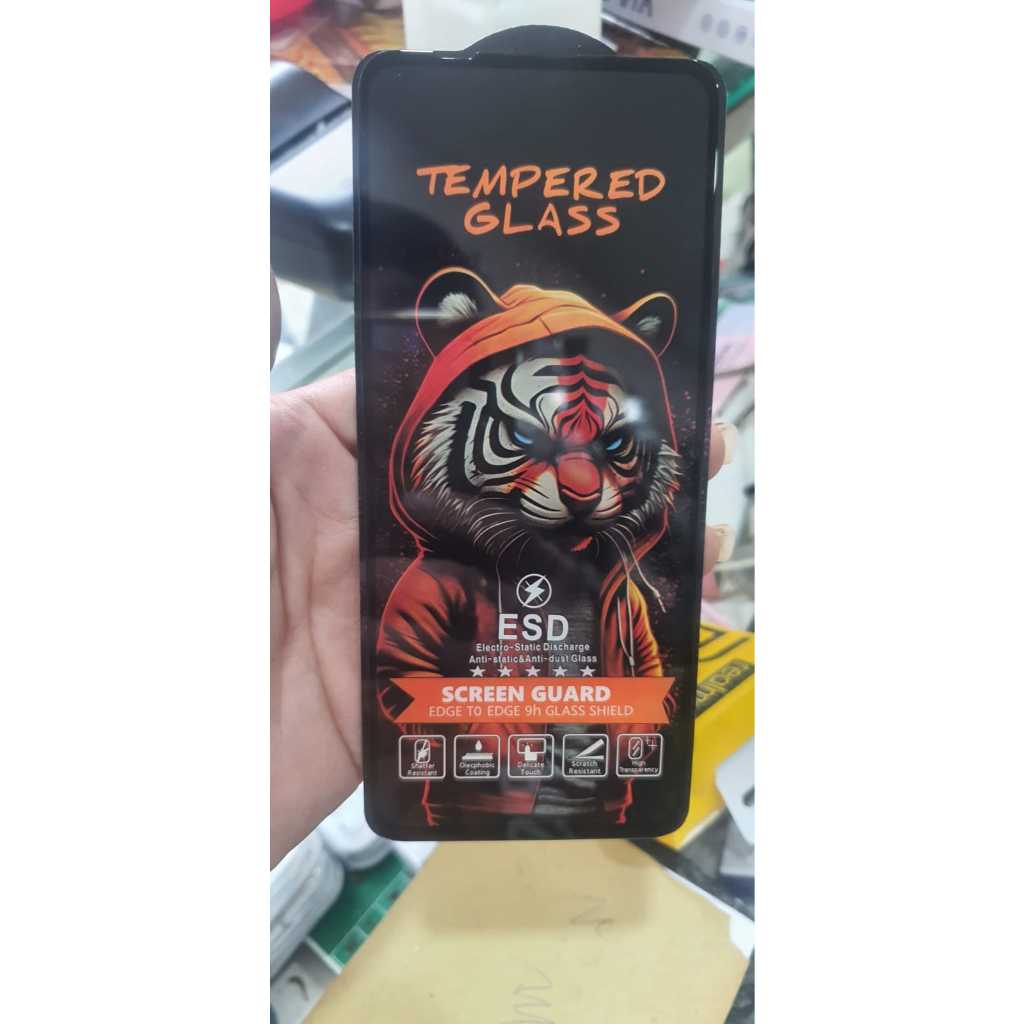 TEMPERED
GLASS
ESD
Electro-Static Discharge
Anti-static&Anti-dust Glass
SCREEN GUARD
EDGE TO EDGE 9h GLASS SHIELD
Shatter
Resistant
Oleophobic
Coating
Delicate
Touch
Scratch
Resistant
High
Transparency
realme